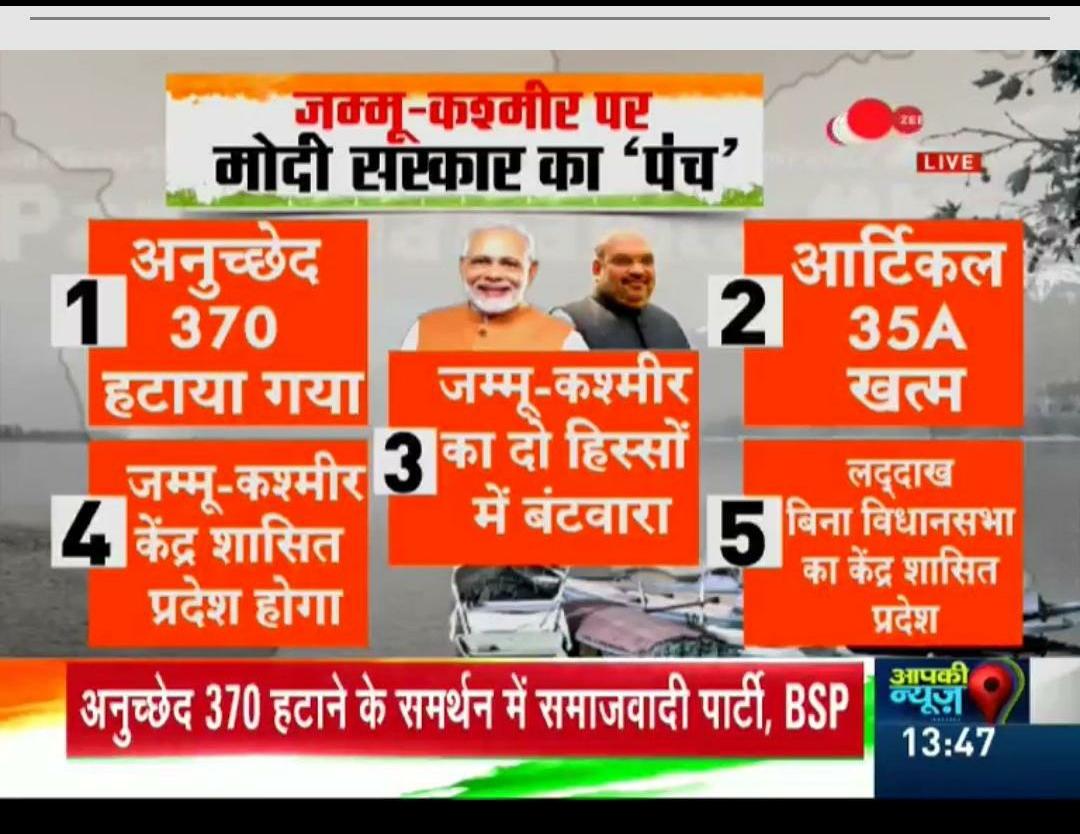 जम्मू-कश्मीर पर
मोदी सरकार का 'पंच'
ZEE
LIVE
1
अनुच्छेद
370
हटाया गया
2
आर्टिकल
35A
खत्म
3
जम्मू-कश्मीर
का दो हिस्सों
में बंटवारा
4
जम्मू-कश्मीर
केंद्र शासित
प्रदेश होगा
5
लद्दाख
बिना विधानसभा
का केंद्र शासित
प्रदेश
अनुच्छेद 370 हटाने के समर्थन में समाजवादी पार्टी, BSP
आपकी
न्यूज़
13:47